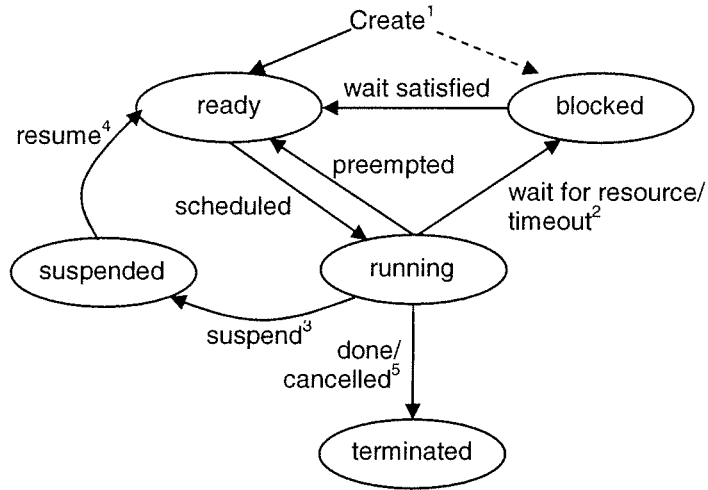 Create¹
ready
wait satisfied
blocked
resume⁴
preempted
scheduled
wait for resource/
timeout²
suspended
running
suspend³
done/
cancelled⁵
terminated